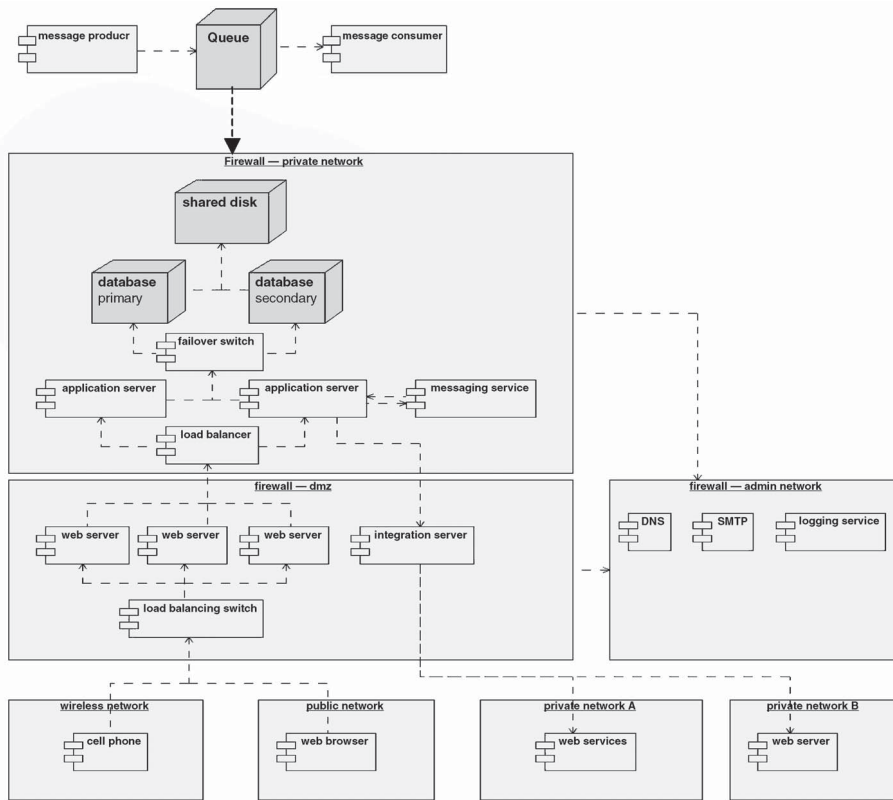 message producr
Queue
message consumer
Firewall — private network
shared disk
database
primary
database
secondary
failover switch
application server
application server
messaging service
load balancer
firewall — dmz
firewall — admin network
web server
web server
web server
integration server
DNS
SMTP
logging service
load balancing switch
wireless network
public network
private network A
private network B
cell phone
web browser
web services
web server